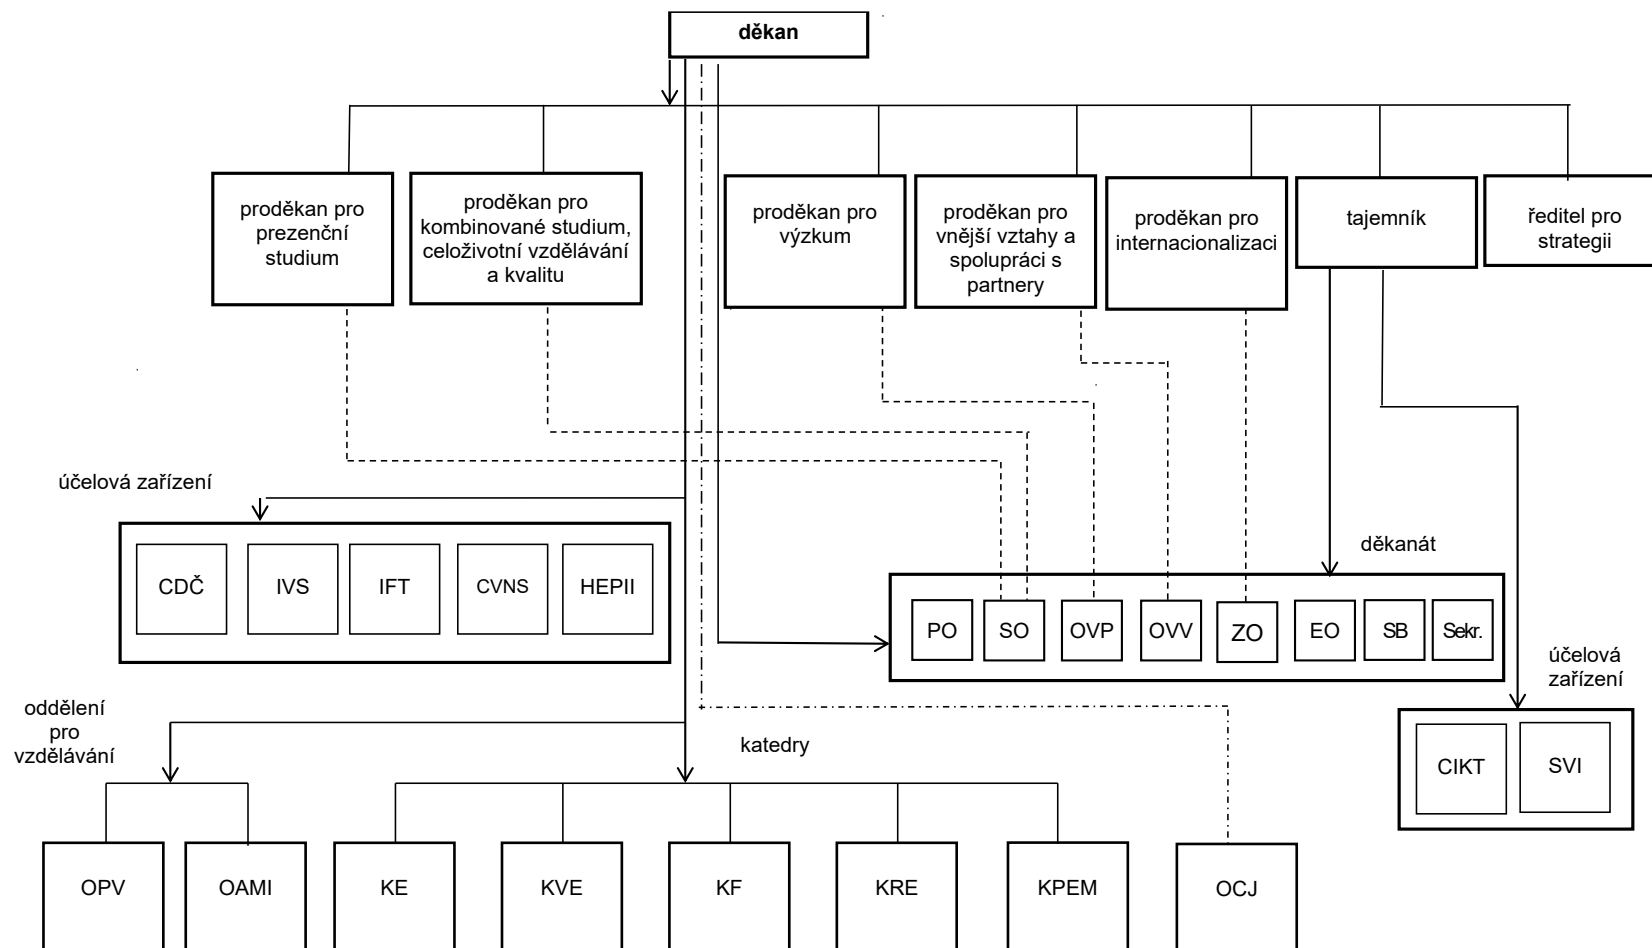 děkan
proděkan pro
prezenční
studium
proděkan pro
kombinované studium,
celoživotní vzdělávání
a kvalitu
proděkan pro
výzkum
proděkan pro
vnější vztahy a
spolupráci s
partnery
proděkan pro
internacionalizaci
tajemník
ředitel pro
strategii
účelová zařízení
CDČ
IVS
IFT
CVNS
HEPII
děkanát
PO
SO
OVP
OVV
ZO
EO
SB
Sekr.
účelová
zařízení
CIKT
SVI
oddělení
pro
vzdělávání
katedry
OPV
OAMI
KE
KVE
KF
KRE
KPEM
OCJ